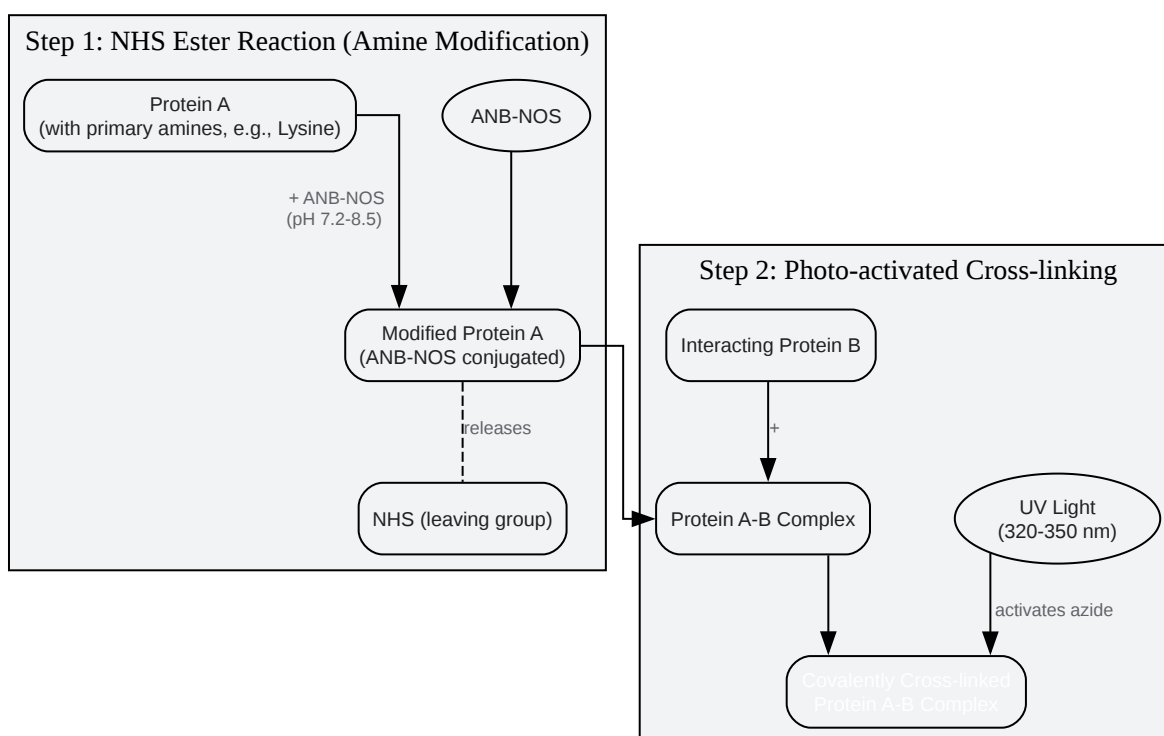 Step 1: NHS Ester Reaction (Amine Modification)
Protein A
(with primary amines, e.g., Lysine)
ANB-NOS
+ ANB-NOS
(pH 7.2-8.5)
Modified Protein A
(ANB-NOS conjugated)
releases
NHS (leaving group)
Step 2: Photo-activated Cross-linking
Interacting Protein B
+
Protein A-B Complex
UV Light
(320-350 nm)
activates azide
Covalently Cross-linked
Protein A-B Complex